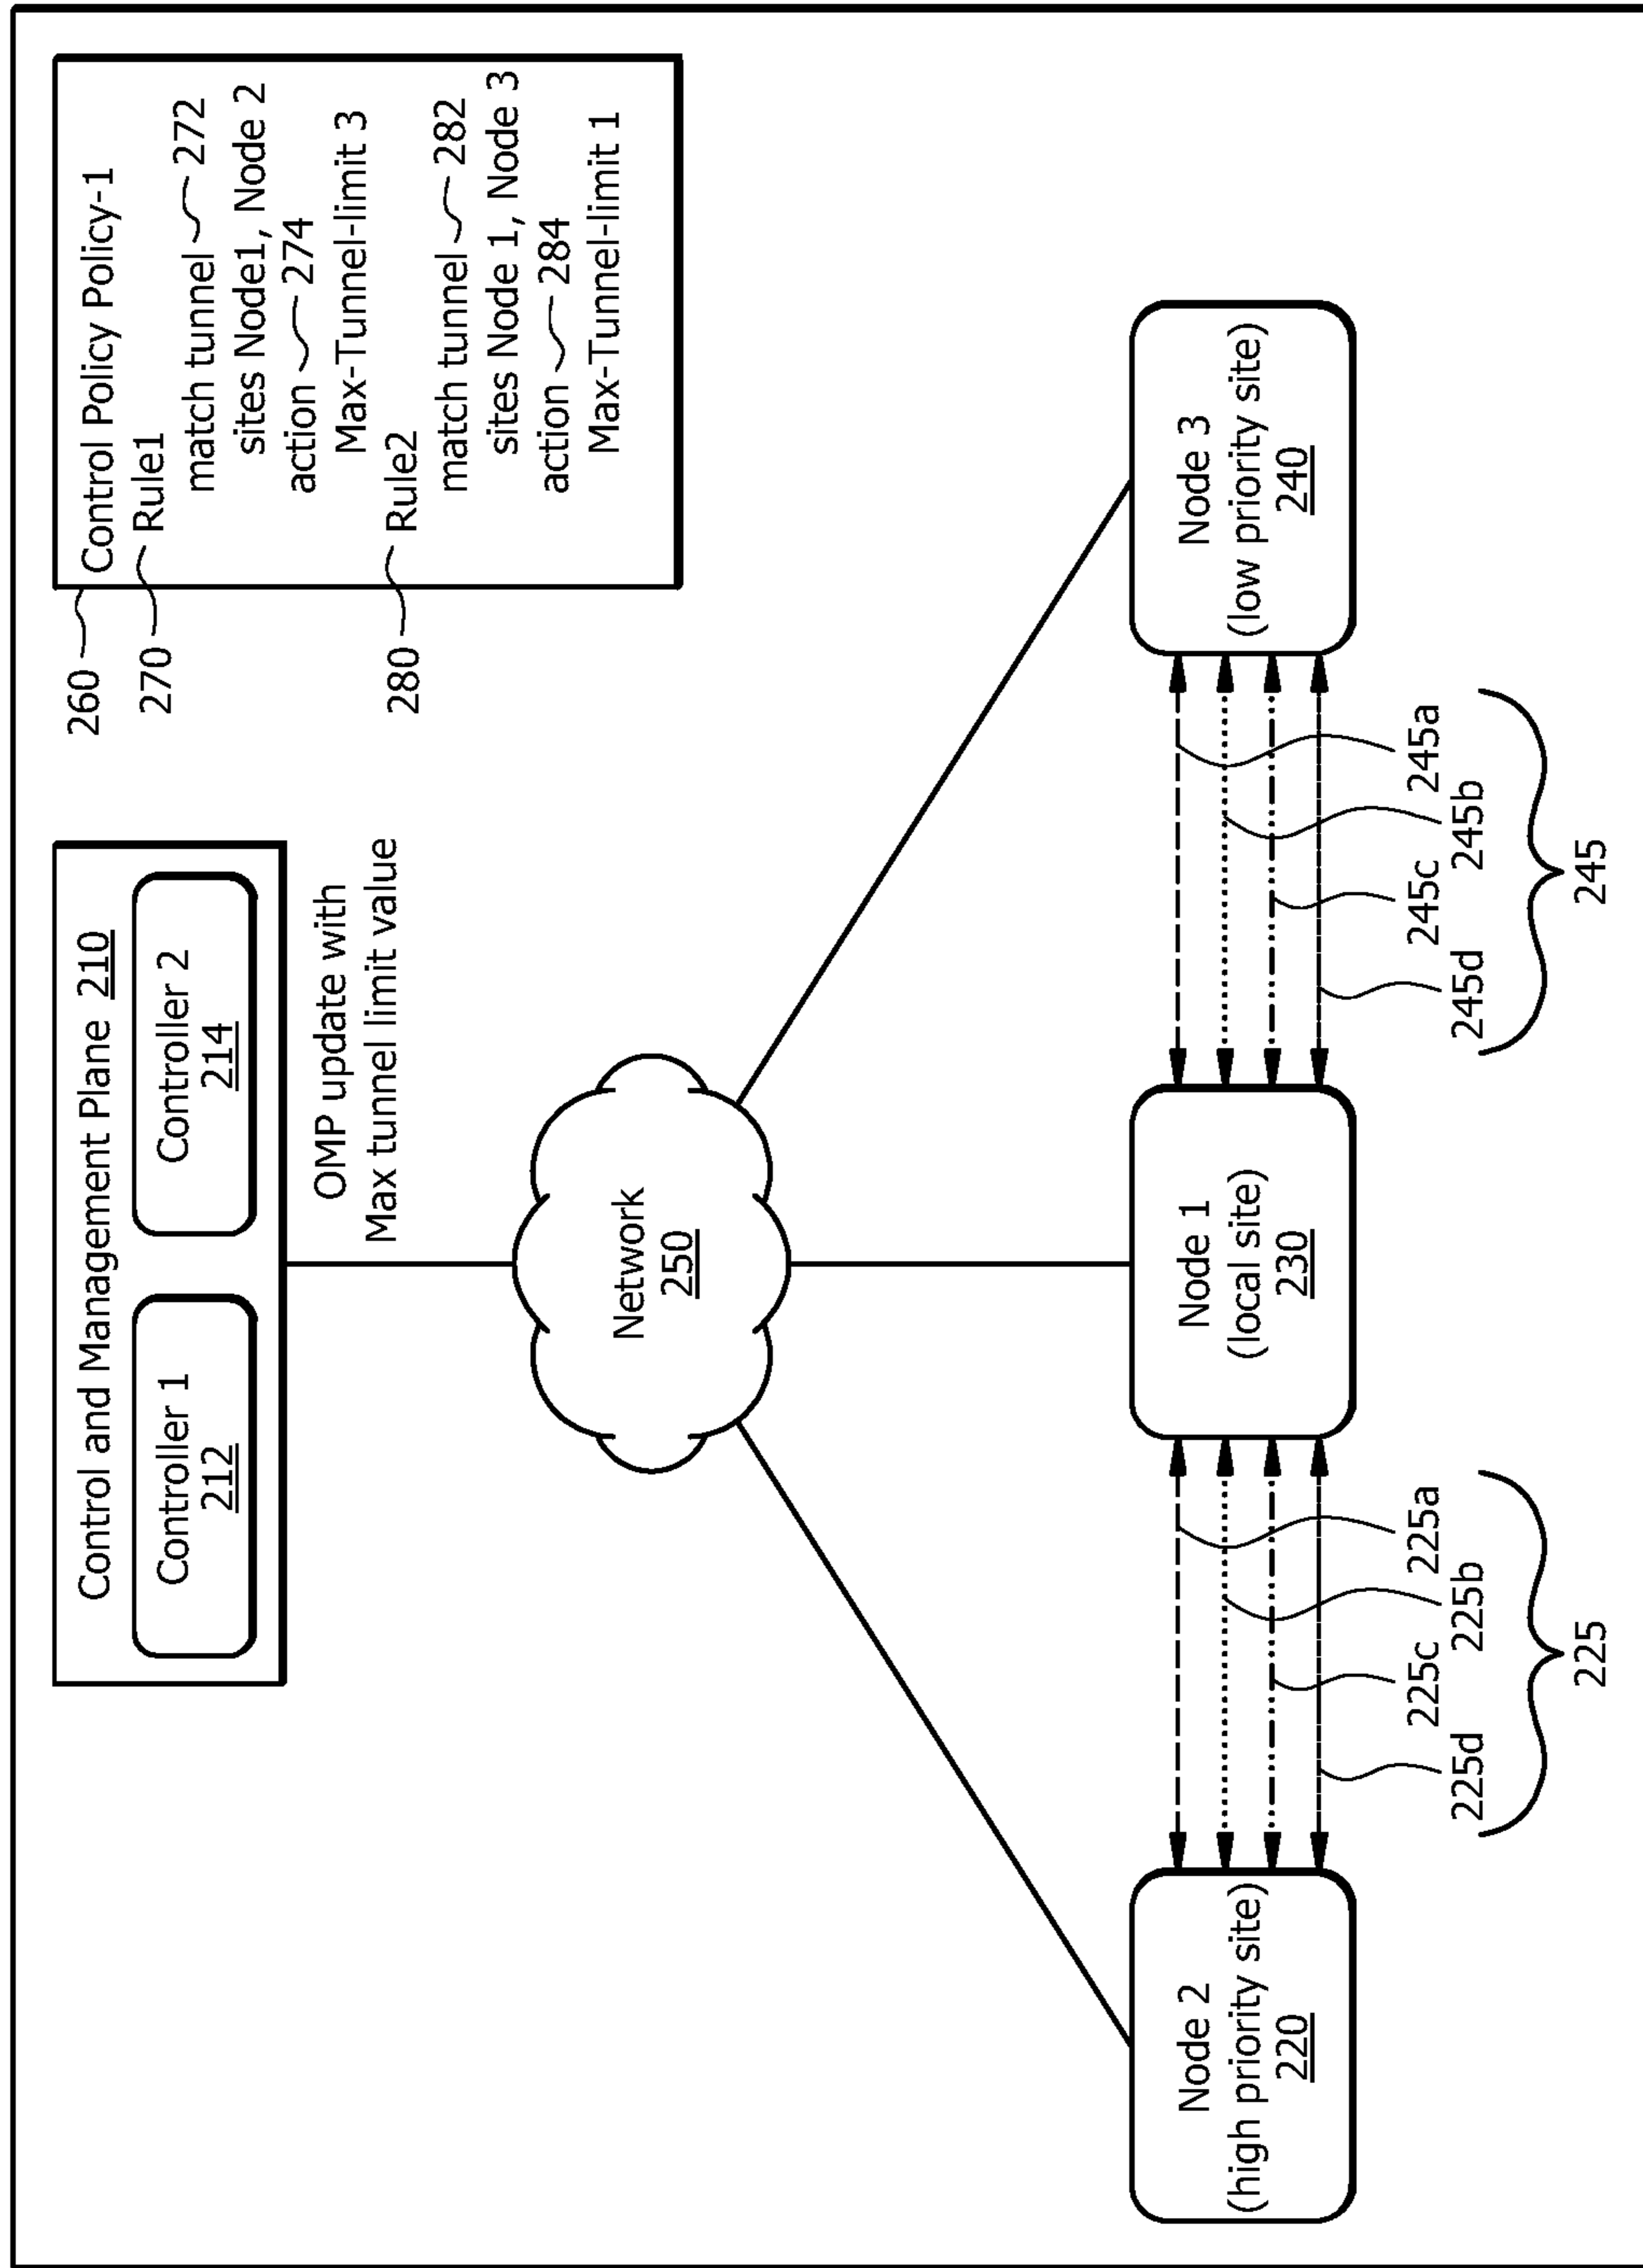 Control and Management Plane 210
Controller 1
212
Controller 2
214
OMP update with
Max tunnel limit value
260
Control Policy Policy-1
270
Rule1
match tunnel 272
sites Node1, Node 2
action 274
Max-Tunnel-limit 3
280
Rule2
match tunnel 282
sites Node 1, Node 3
action 284
Max-Tunnel-limit 1
Network
250
Node 2
(high priority site)
220
Node 1
(local site)
230
Node 3
(low priority site)
240
225a
225b
225c
225d
225
245a
245b
245c
245d
245